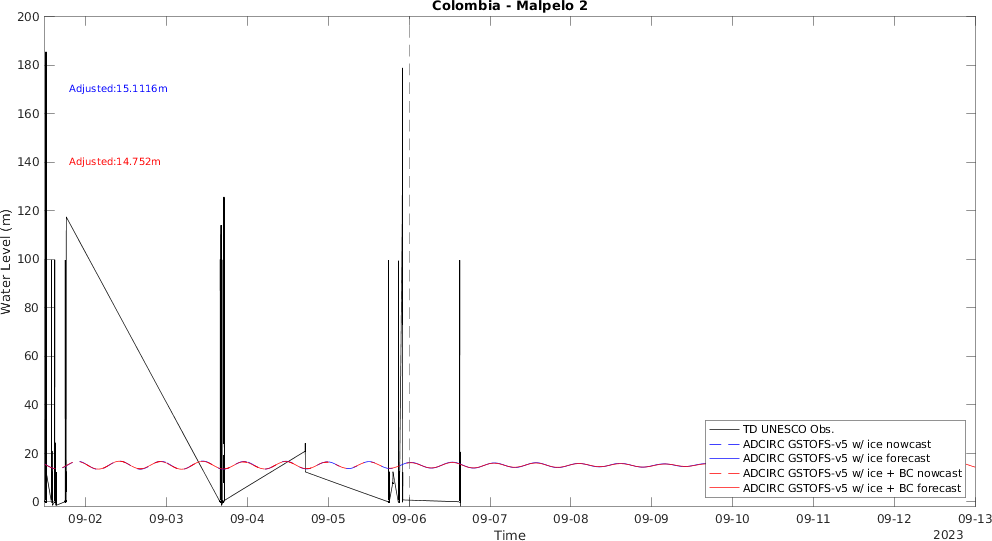 Colombia - Malpelo 2
Water Level (m)
200
180
160
140
120
100
80
60
40
20
0
Adjusted:15.1116m
Adjusted:14.752m
TD UNESCO Obs.
ADCIRC GSTOFS-v5 w/ ice nowcast
ADCIRC GSTOFS-v5 w/ ice forecast
ADCIRC GSTOFS-v5 w/ ice + BC nowcast
ADCIRC GSTOFS-v5 w/ ice + BC forecast
09-02 09-03 09-04 09-05 09-06 09-07 09-08 09-09 09-10 09-11 09-12 09-13
Time
2023